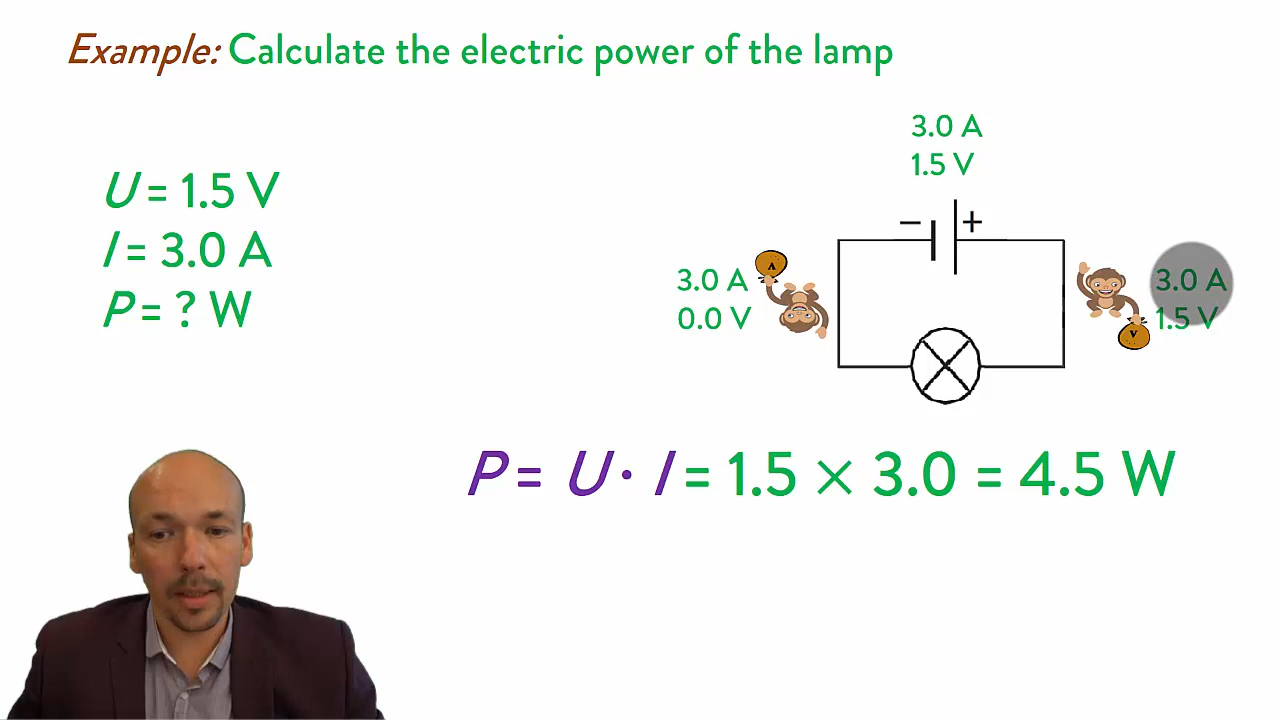 Example: Calculate the electric power of the lamp
U = 1.5 V
I = 3.0 A
P = ? W
3.0 A
1.5 V
− +
3.0 A
0.0 V
A
3.0 A
1.5 V
V
P = U · I = 1.5 × 3.0 = 4.5 W